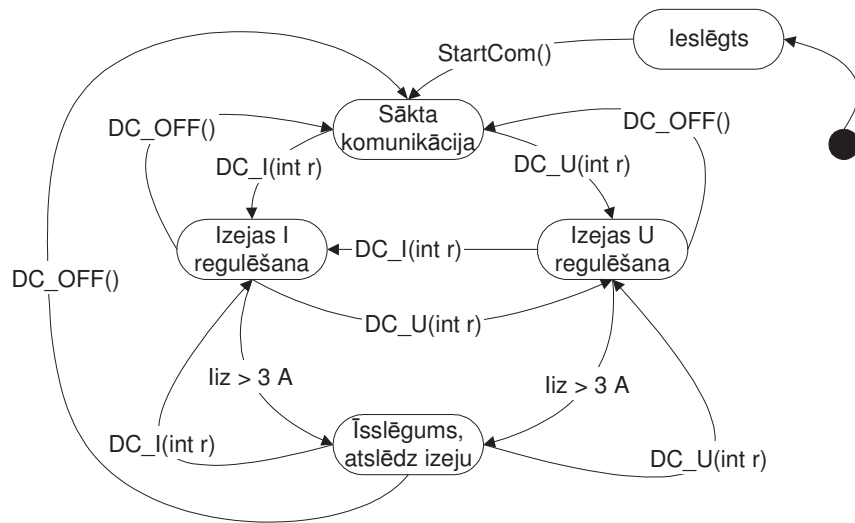 Ieslēgts
StartCom()
Sākta
komunikācija
DC_OFF()
DC_OFF()
DC_I(int r)
DC_U(int r)
Izejas I
regulēšana
DC_I(int r)
Izejas U
regulēšana
DC_OFF()
DC_U(int r)
Iiz > 3 A
Iiz > 3 A
Īsslēgums,
atslēdz izeju
DC_I(int r)
DC_U(int r)